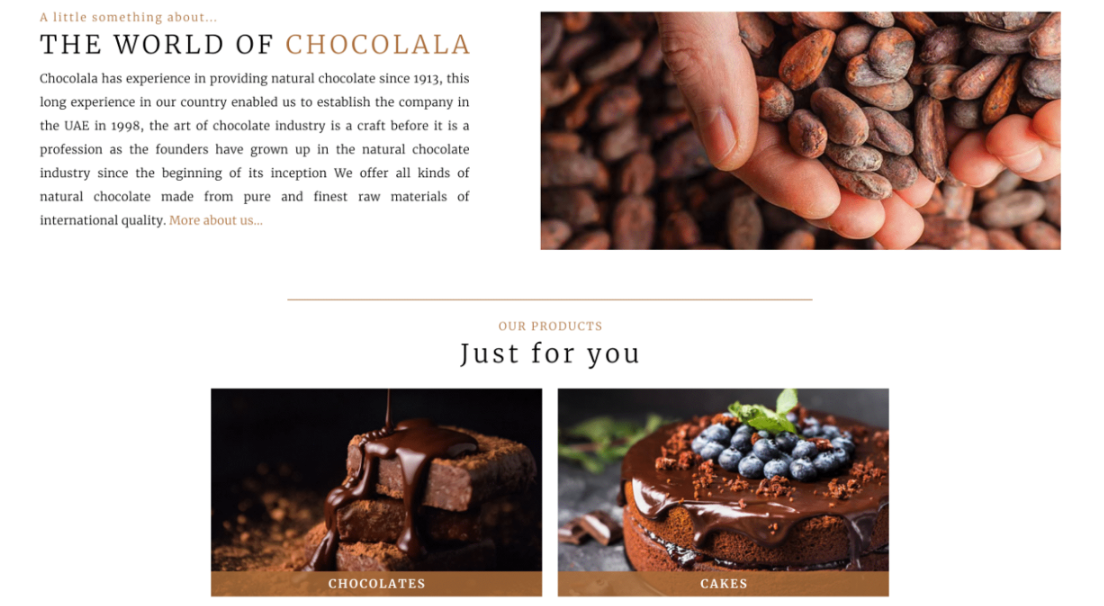 A little something about...
THE WORLD OF CHOCOLALA
Chocolala has experience in providing natural chocolate since 1913, this
long experience in our country enabled us to establish the company in
the UAE in 1998, the art of chocolate industry is a craft before it is a
profession as the founders have grown up in the natural chocolate
industry since the beginning of its inception We offer all kinds of
natural chocolate made from pure and finest raw materials of
international quality. More about us...
OUR PRODUCTS
Just for you
CHOCOLATES
CAKES